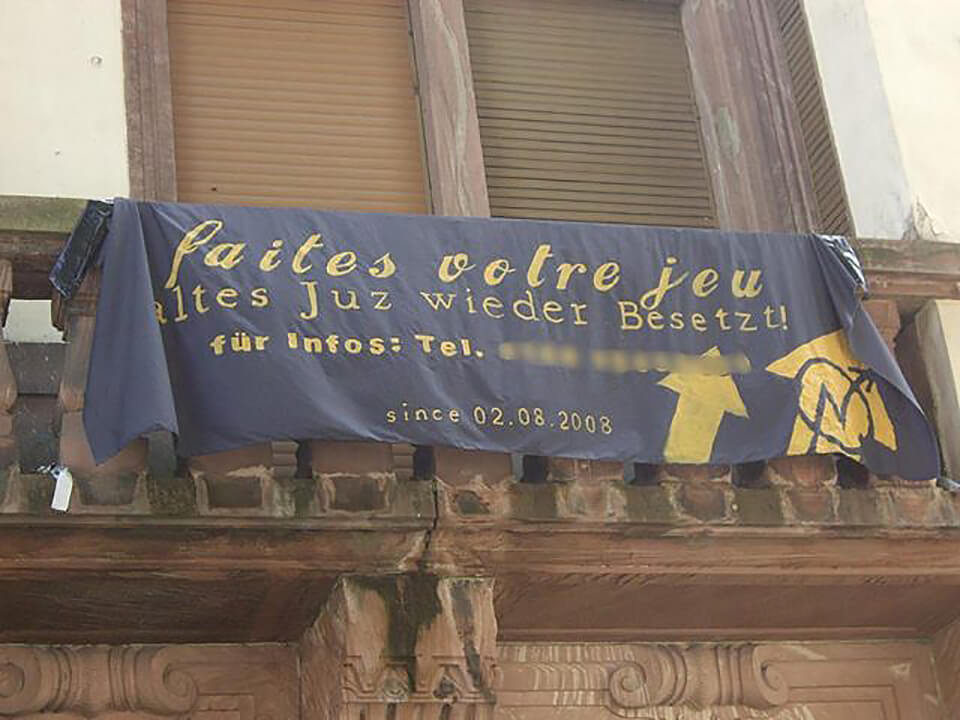 faites votre jeu
altes Juz wieder Besetzt!
für Infos: Tel.
since 02.08.2008